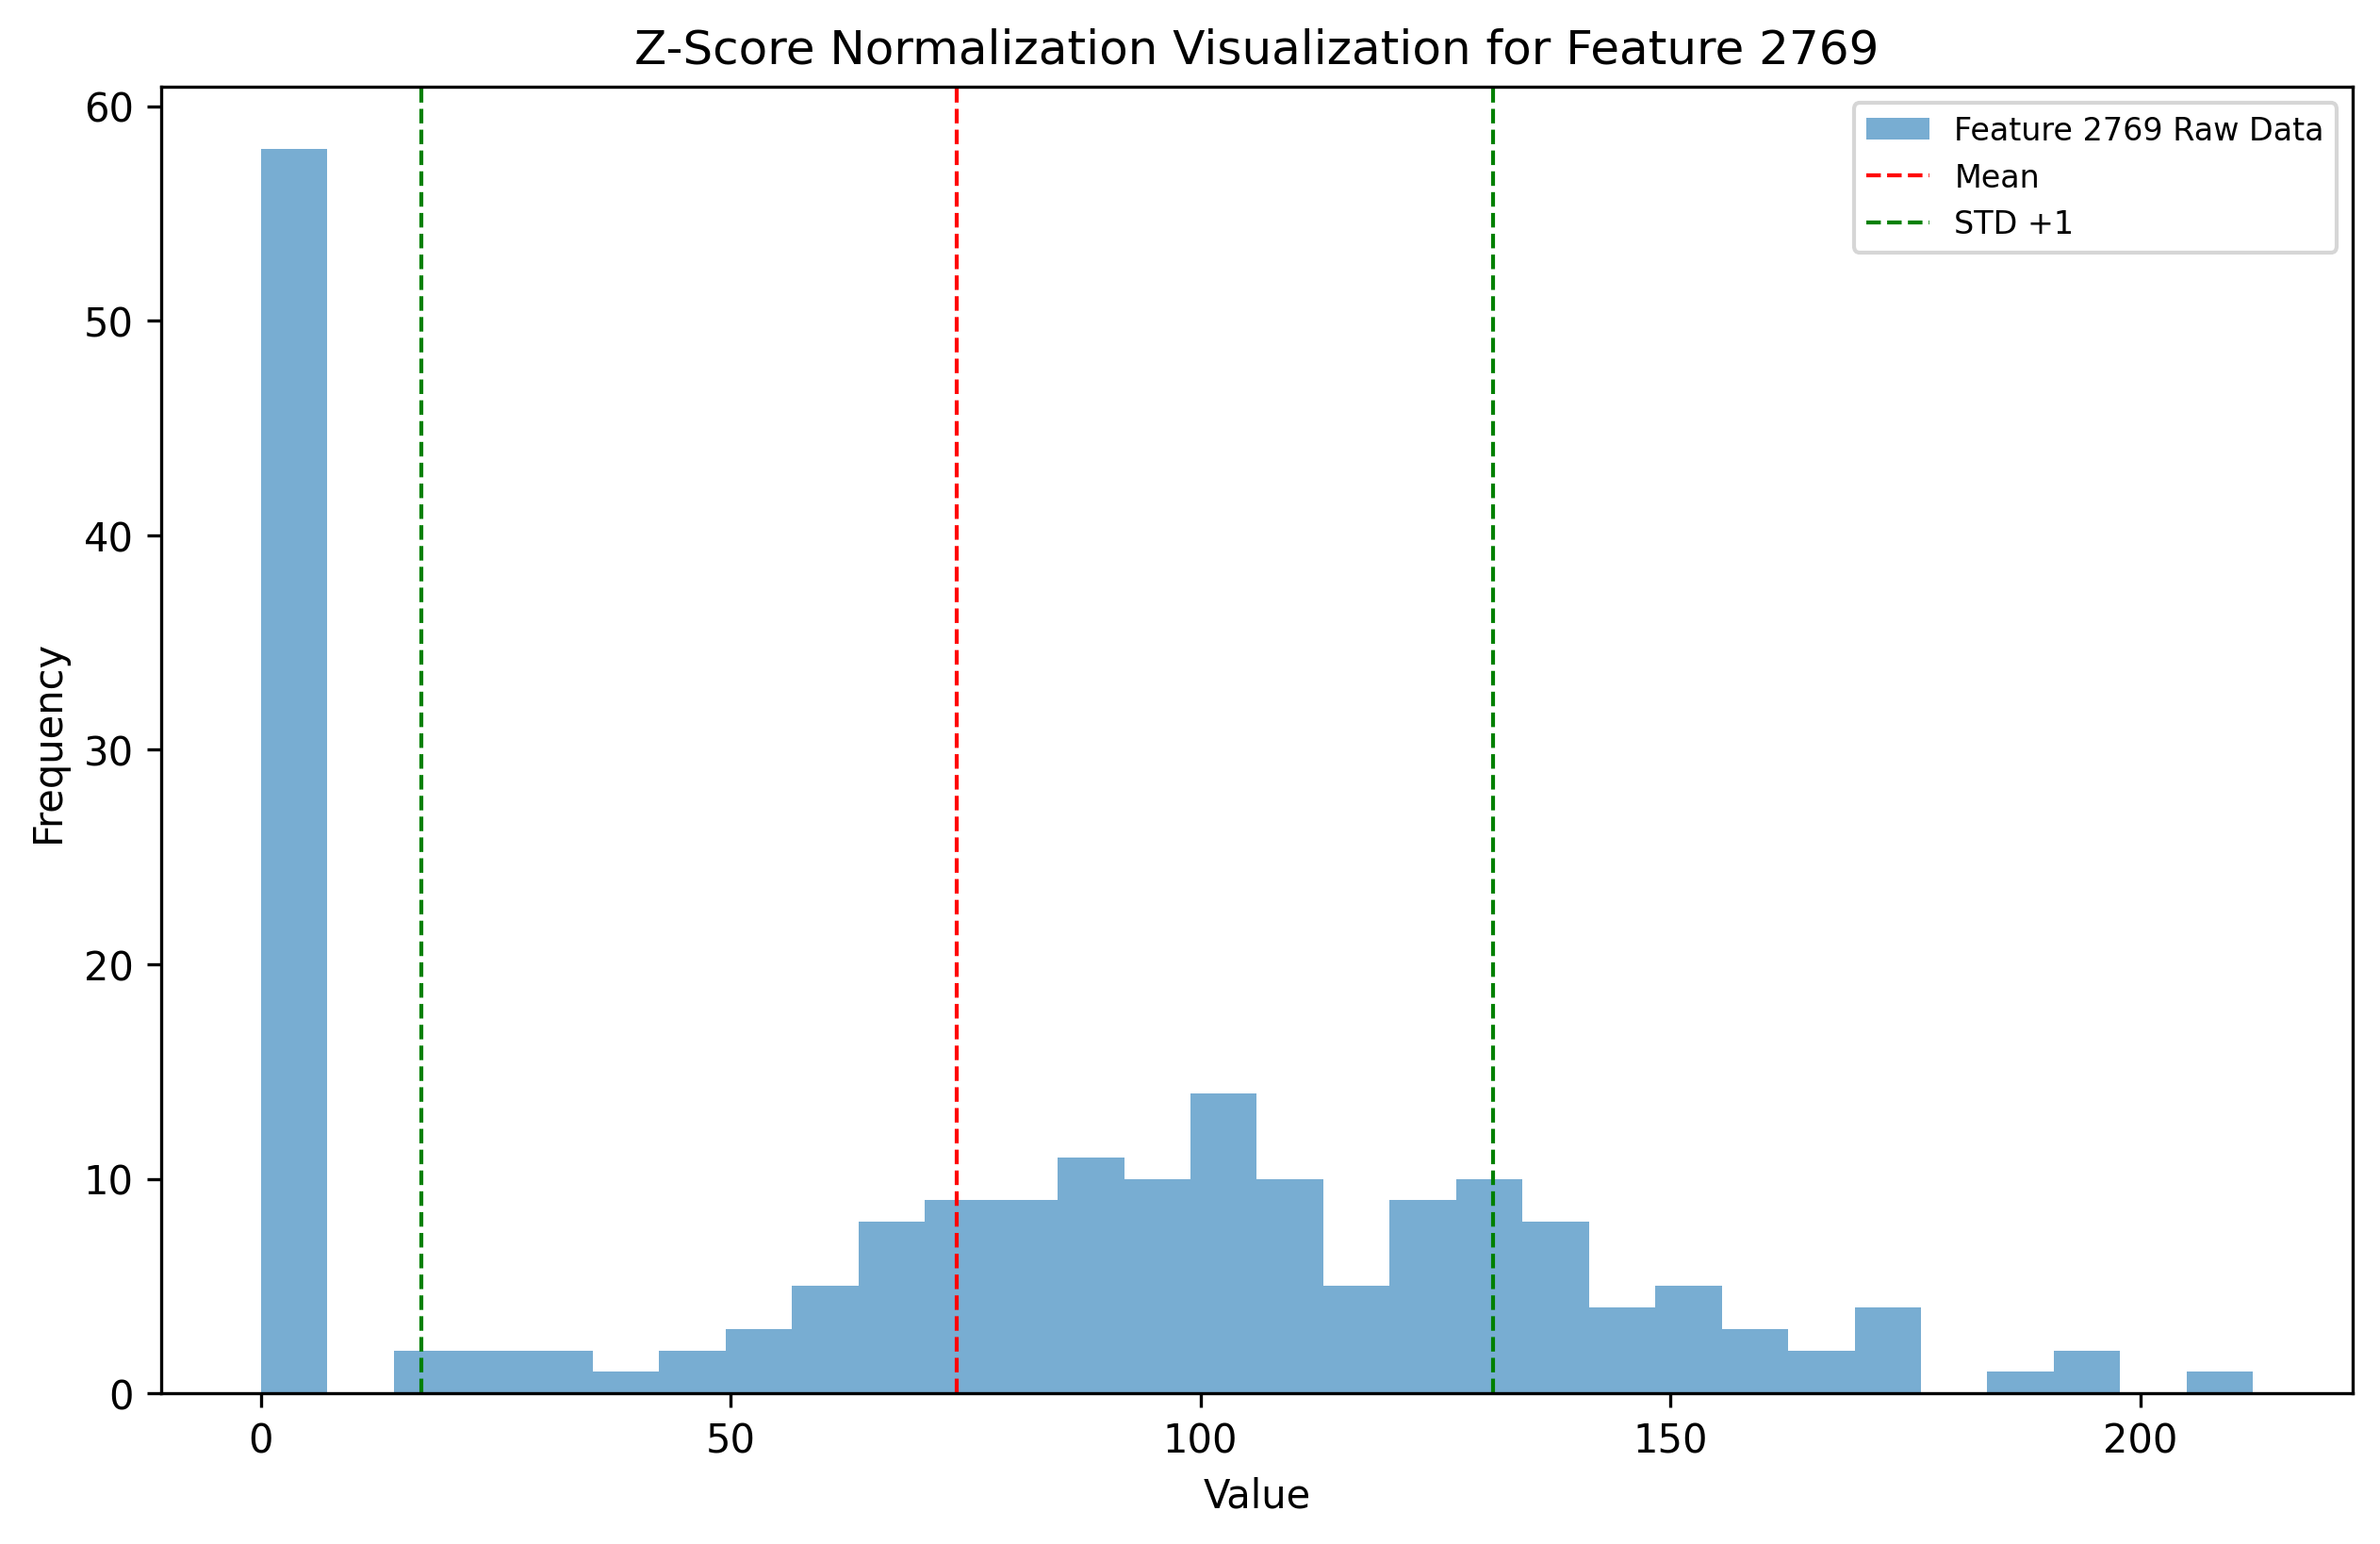 Z-Score Normalization Visualization for Feature 2769
Feature 2769 Raw Data
Mean
STD +1
60
50
40
30
20
10
0
Frequency
0 50 100 150 200
Value